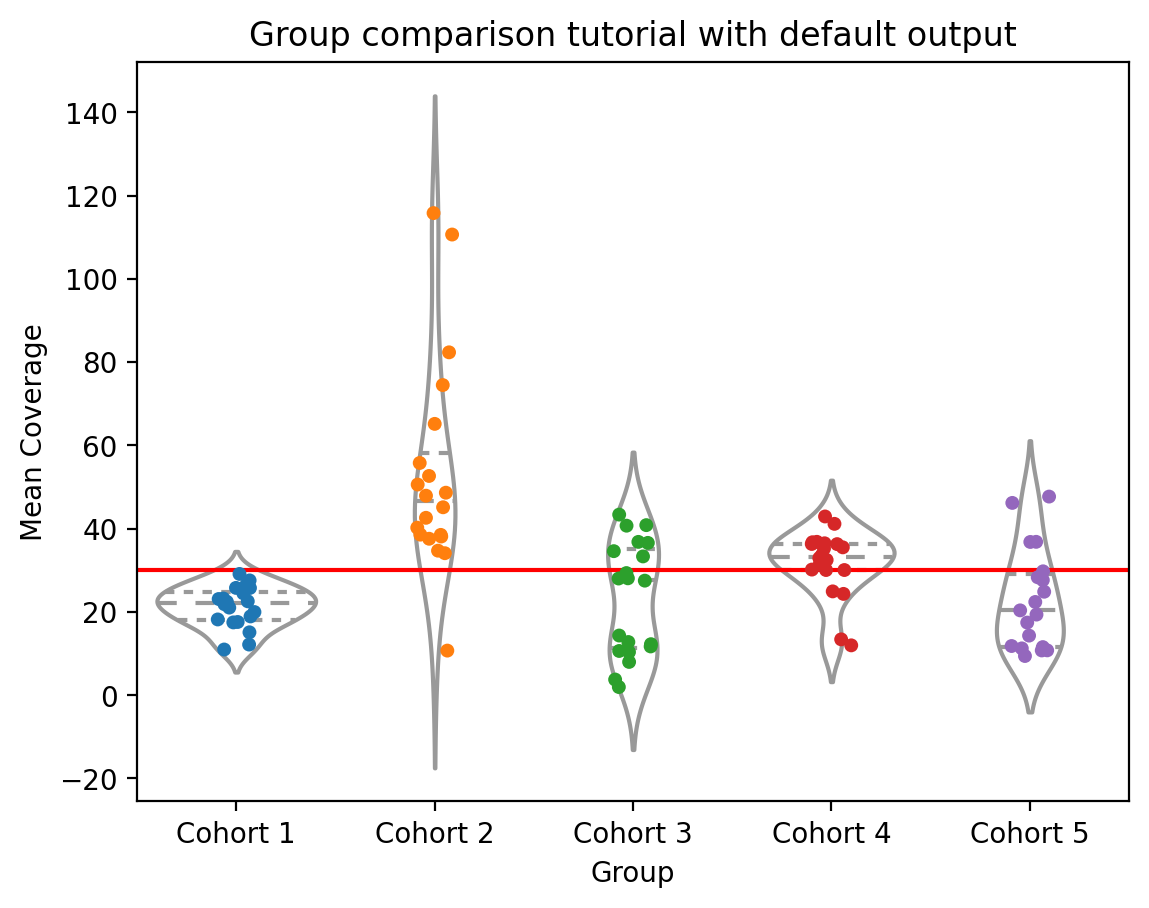 Group comparison tutorial with default output
140
120
100
80
60
40
20
0
−20
Mean Coverage
Cohort 1
Cohort 2
Cohort 3
Cohort 4
Cohort 5
Group